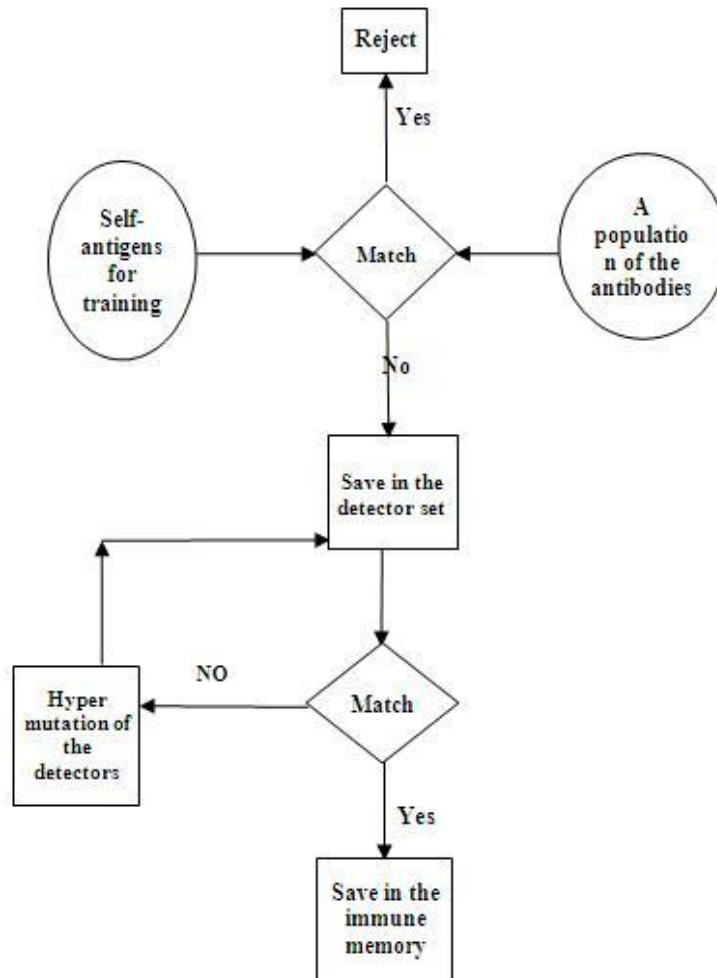 Reject
Yes
Self-
antigens
for
training
Match
A
populatio
n of the
antibodies
No
Save in the
detector set
NO
Hyper
mutation of
the
detectors
Match
Yes
Save in the
immune
memory